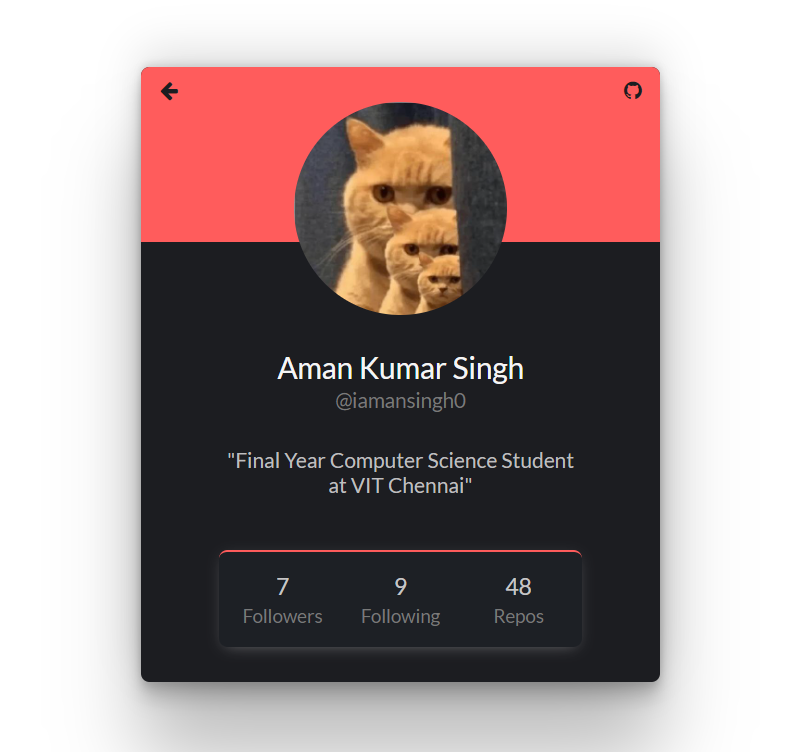 Aman Kumar Singh
@iamansingh0
"Final Year Computer Science Student
at VIT Chennai"
7 9 48
Followers Following Repos